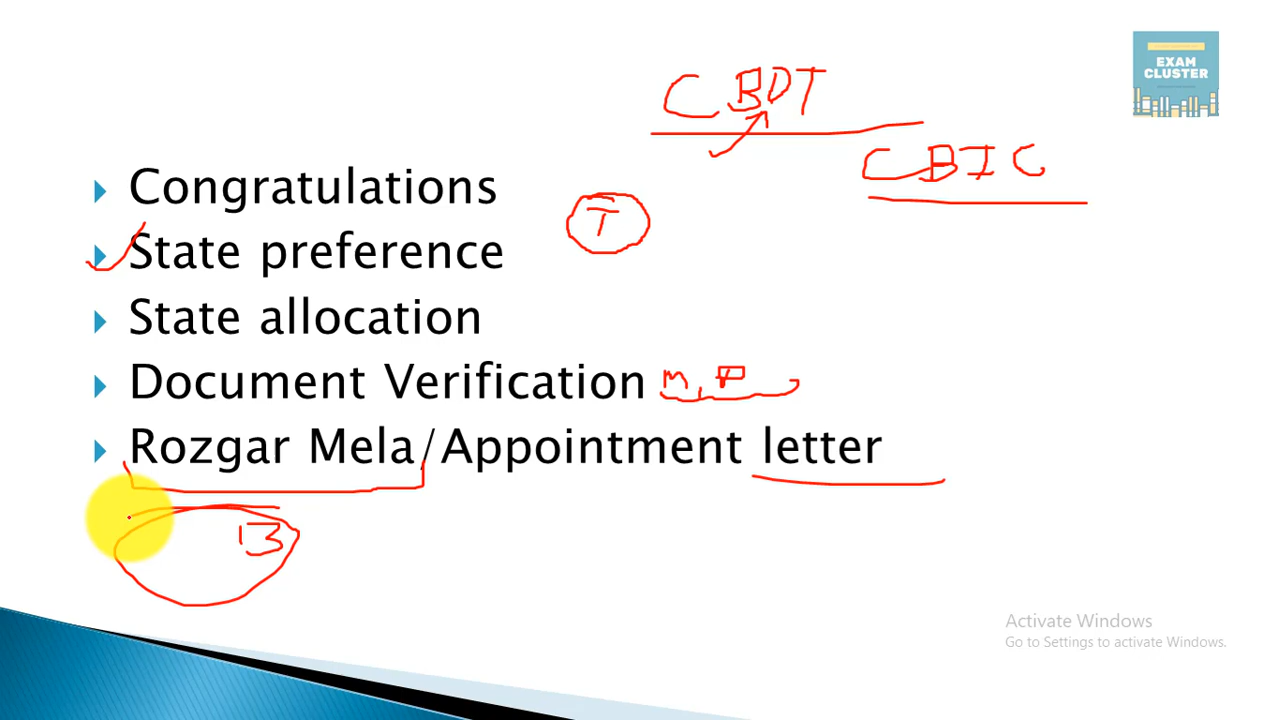 EXAM
CLUSTER
CBDT
CBIC
Congratulations
T
State preference
State allocation
Document Verification m, P
Rozgar Mela/Appointment letter
13
Activate Windows
Go to Settings to activate Windows.